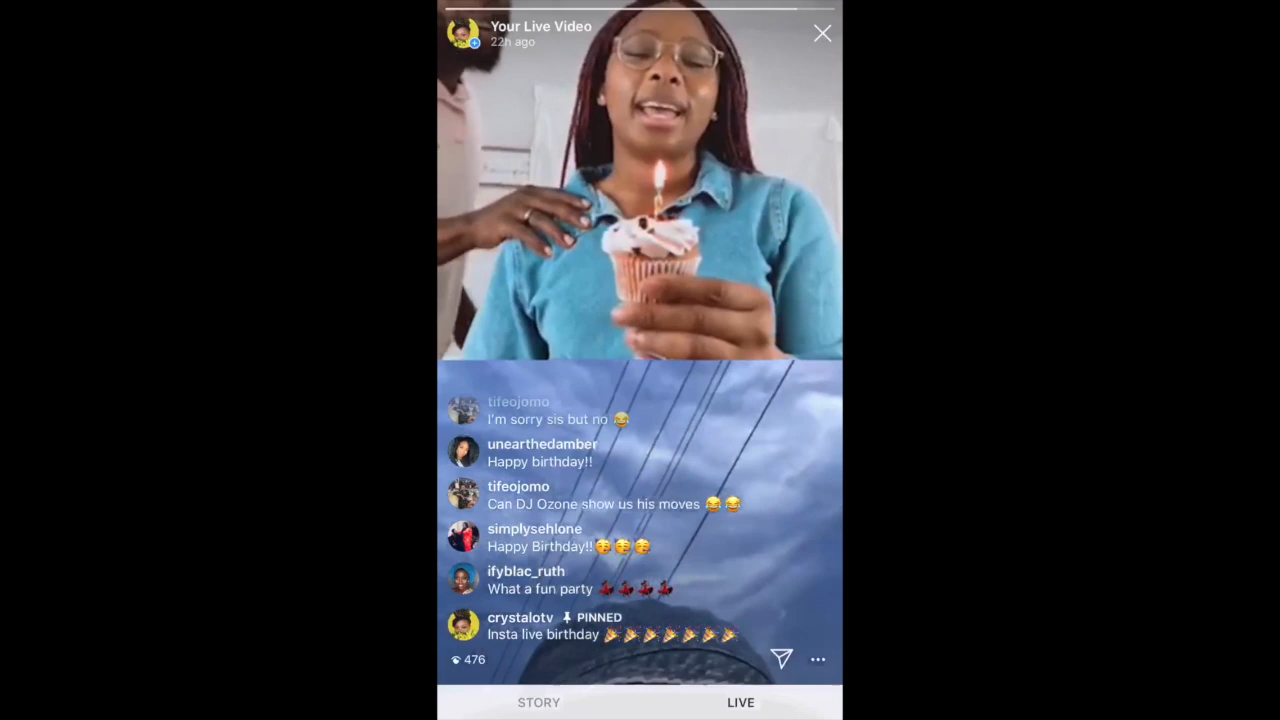 Your Live Video
22h ago
tifeojomo
I'm sorry sis but no 😂
unearthedamber
Happy birthday!!
tifeojomo
Can DJ Ozone show us his moves 😂😂
simplysehlone
Happy Birthday!!🥳🥳🥳
ifyblac_ruth
What a fun party 💃💃💃💃
crystalotv PINNED
Insta live birthday 🎉🎉🎉🎉🎉🎉🎉
476
STORY LIVE